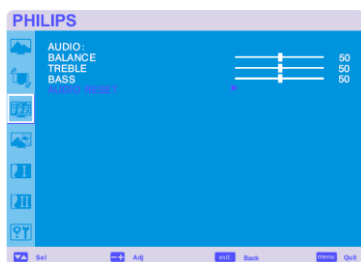 PHILIPS
AUDIO:
BALANCE 50
TREBLE 50
BASS 50
AUDIO RESET
Sel Adj exit Back menu Quit